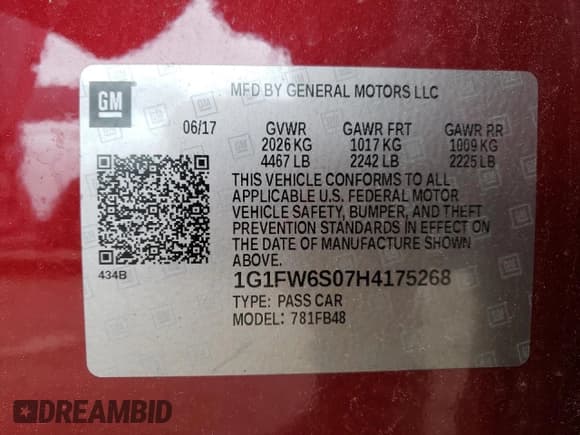 GM
MFD BY GENERAL MOTORS LLC
06/17 GVWR GAWR FRT GAWR RR
2026 KG 1017 KG 1009 KG
4467 LB 2242 LB 2225 LB
THIS VEHICLE CONFORMS TO ALL
APPLICABLE U.S. FEDERAL MOTOR
VEHICLE SAFETY, BUMPER, AND THEFT
PREVENTION STANDARDS IN EFFECT ON
THE DATE OF MANUFACTURE SHOWN
ABOVE.
434B
1G1FW6S07H4175268
TYPE: PASS CAR
MODEL: 781FB48
DREAMBID